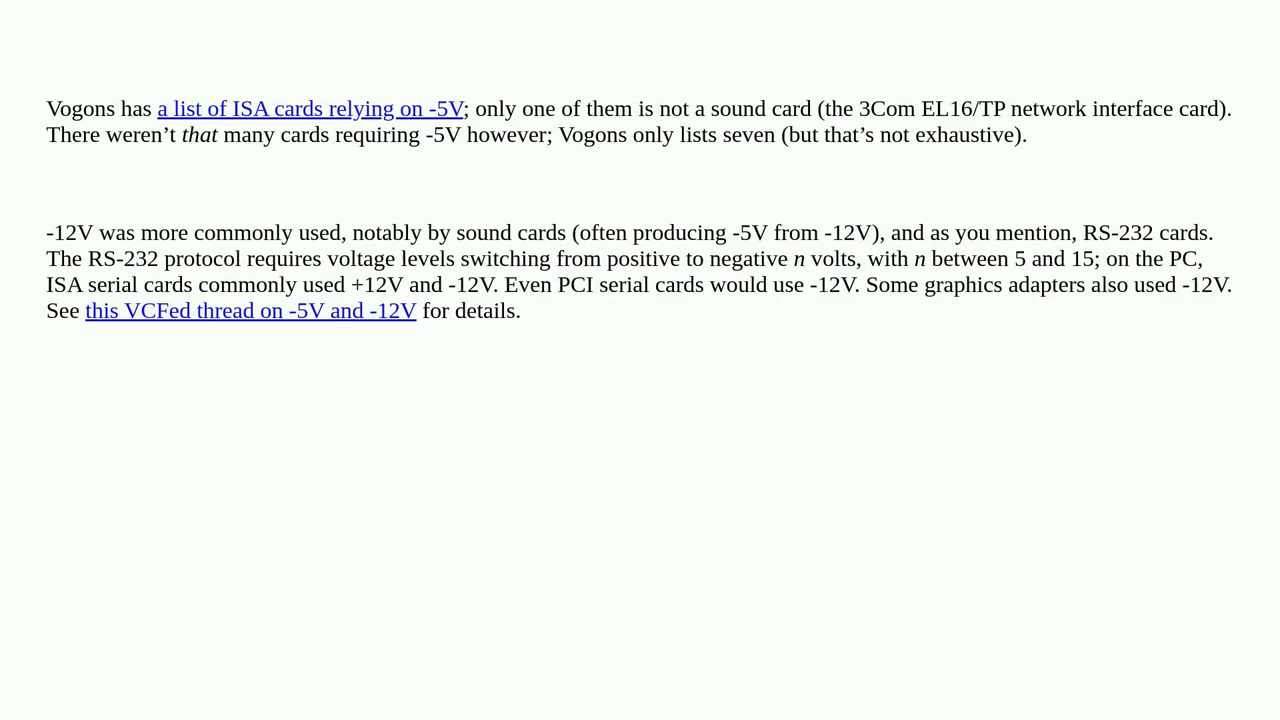 Vogons has a list of ISA cards relying on -5V; only one of them is not a sound card (the 3Com EL16/TP network interface card).
There weren’t that many cards requiring -5V however; Vogons only lists seven (but that’s not exhaustive).
-12V was more commonly used, notably by sound cards (often producing -5V from -12V), and as you mention, RS-232 cards.
The RS-232 protocol requires voltage levels switching from positive to negative n volts, with n between 5 and 15; on the PC,
ISA serial cards commonly used +12V and -12V. Even PCI serial cards would use -12V. Some graphics adapters also used -12V.
See this VCFed thread on -5V and -12V for details.